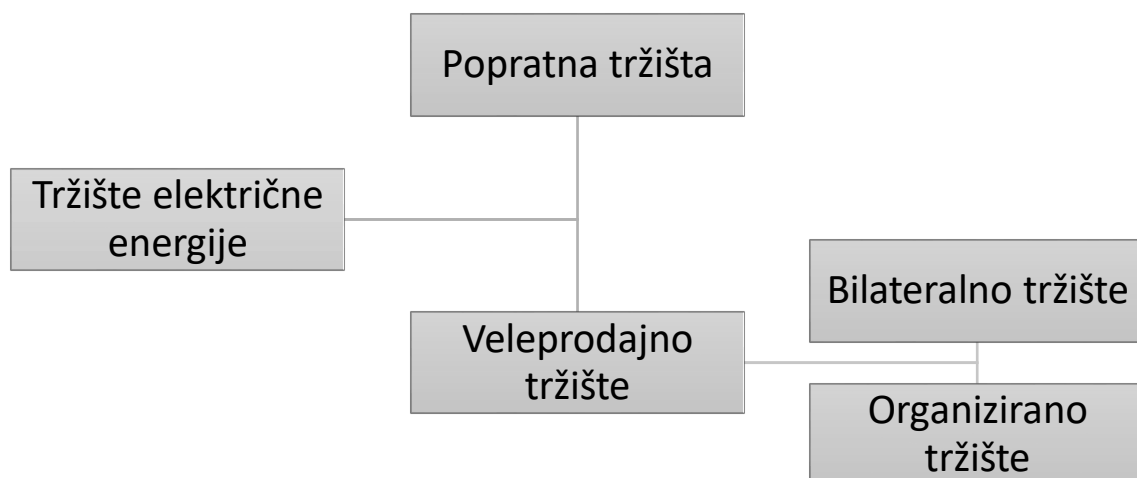 Popratna tržišta
Tržište električne
energije
Bilateralno tržište
Veleprodajno
tržište
Organizirano
tržište